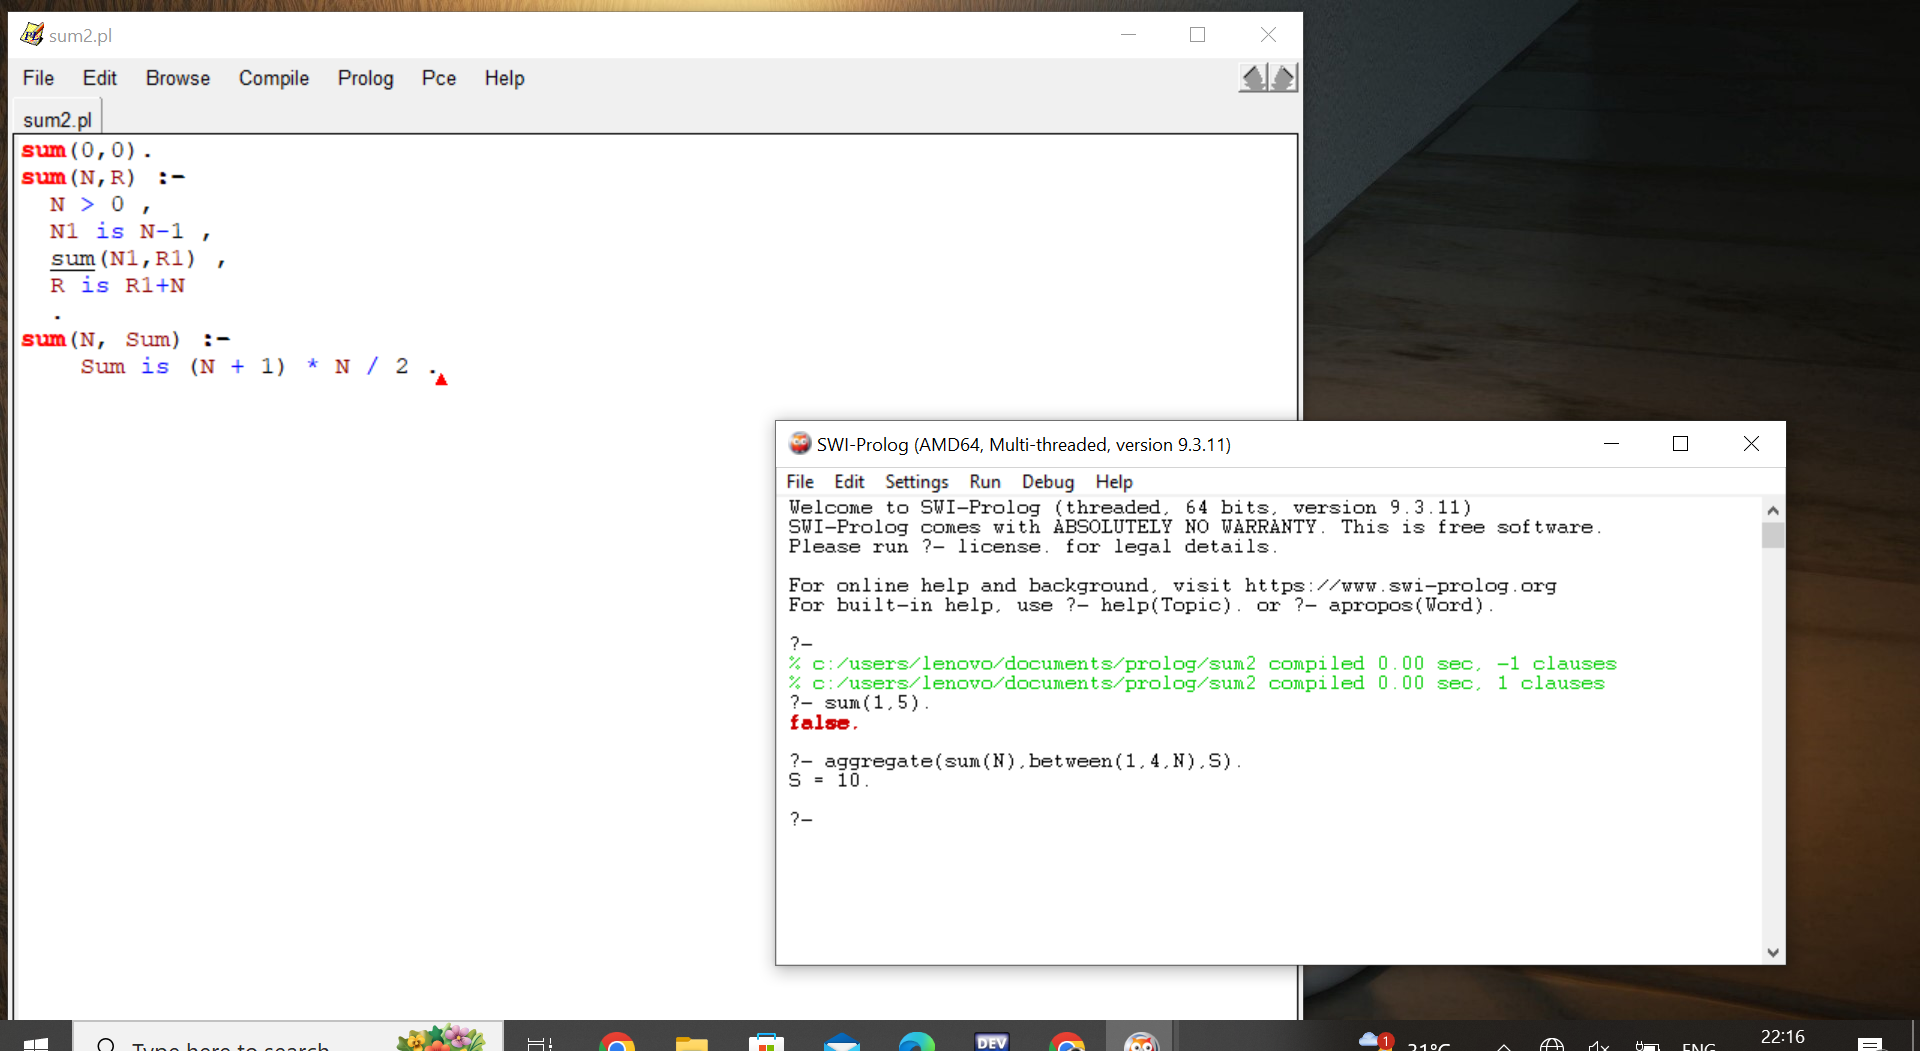 sum2.pl
File Edit Browse Compile Prolog Pce Help
sum2.pl
sum(0,0).
sum(N,R) :-
  N > 0 ,
  N1 is N-1 ,
  sum(N1,R1) ,
  R is R1+N
  .
sum(N, Sum) :-
    Sum is (N + 1) * N / 2 .
SWI-Prolog (AMD64, Multi-threaded, version 9.3.11)
File Edit Settings Run Debug Help
Welcome to SWI-Prolog (threaded, 64 bits, version 9.3.11)
SWI-Prolog comes with ABSOLUTELY NO WARRANTY. This is free software.
Please run ?- license. for legal details.
For online help and background, visit https://www.swi-prolog.org
For built-in help, use ?- help(Topic). or ?- apropos(Word).
?-
% c:/users/lenovo/documents/prolog/sum2 compiled 0.00 sec, -1 clauses
% c:/users/lenovo/documents/prolog/sum2 compiled 0.00 sec, 1 clauses
?- sum(1,5).
false.
?- aggregate(sum(N),between(1,4,N),S).
S = 10.
?-
Type here to search
DEV
1
21°C
ENG
22:16